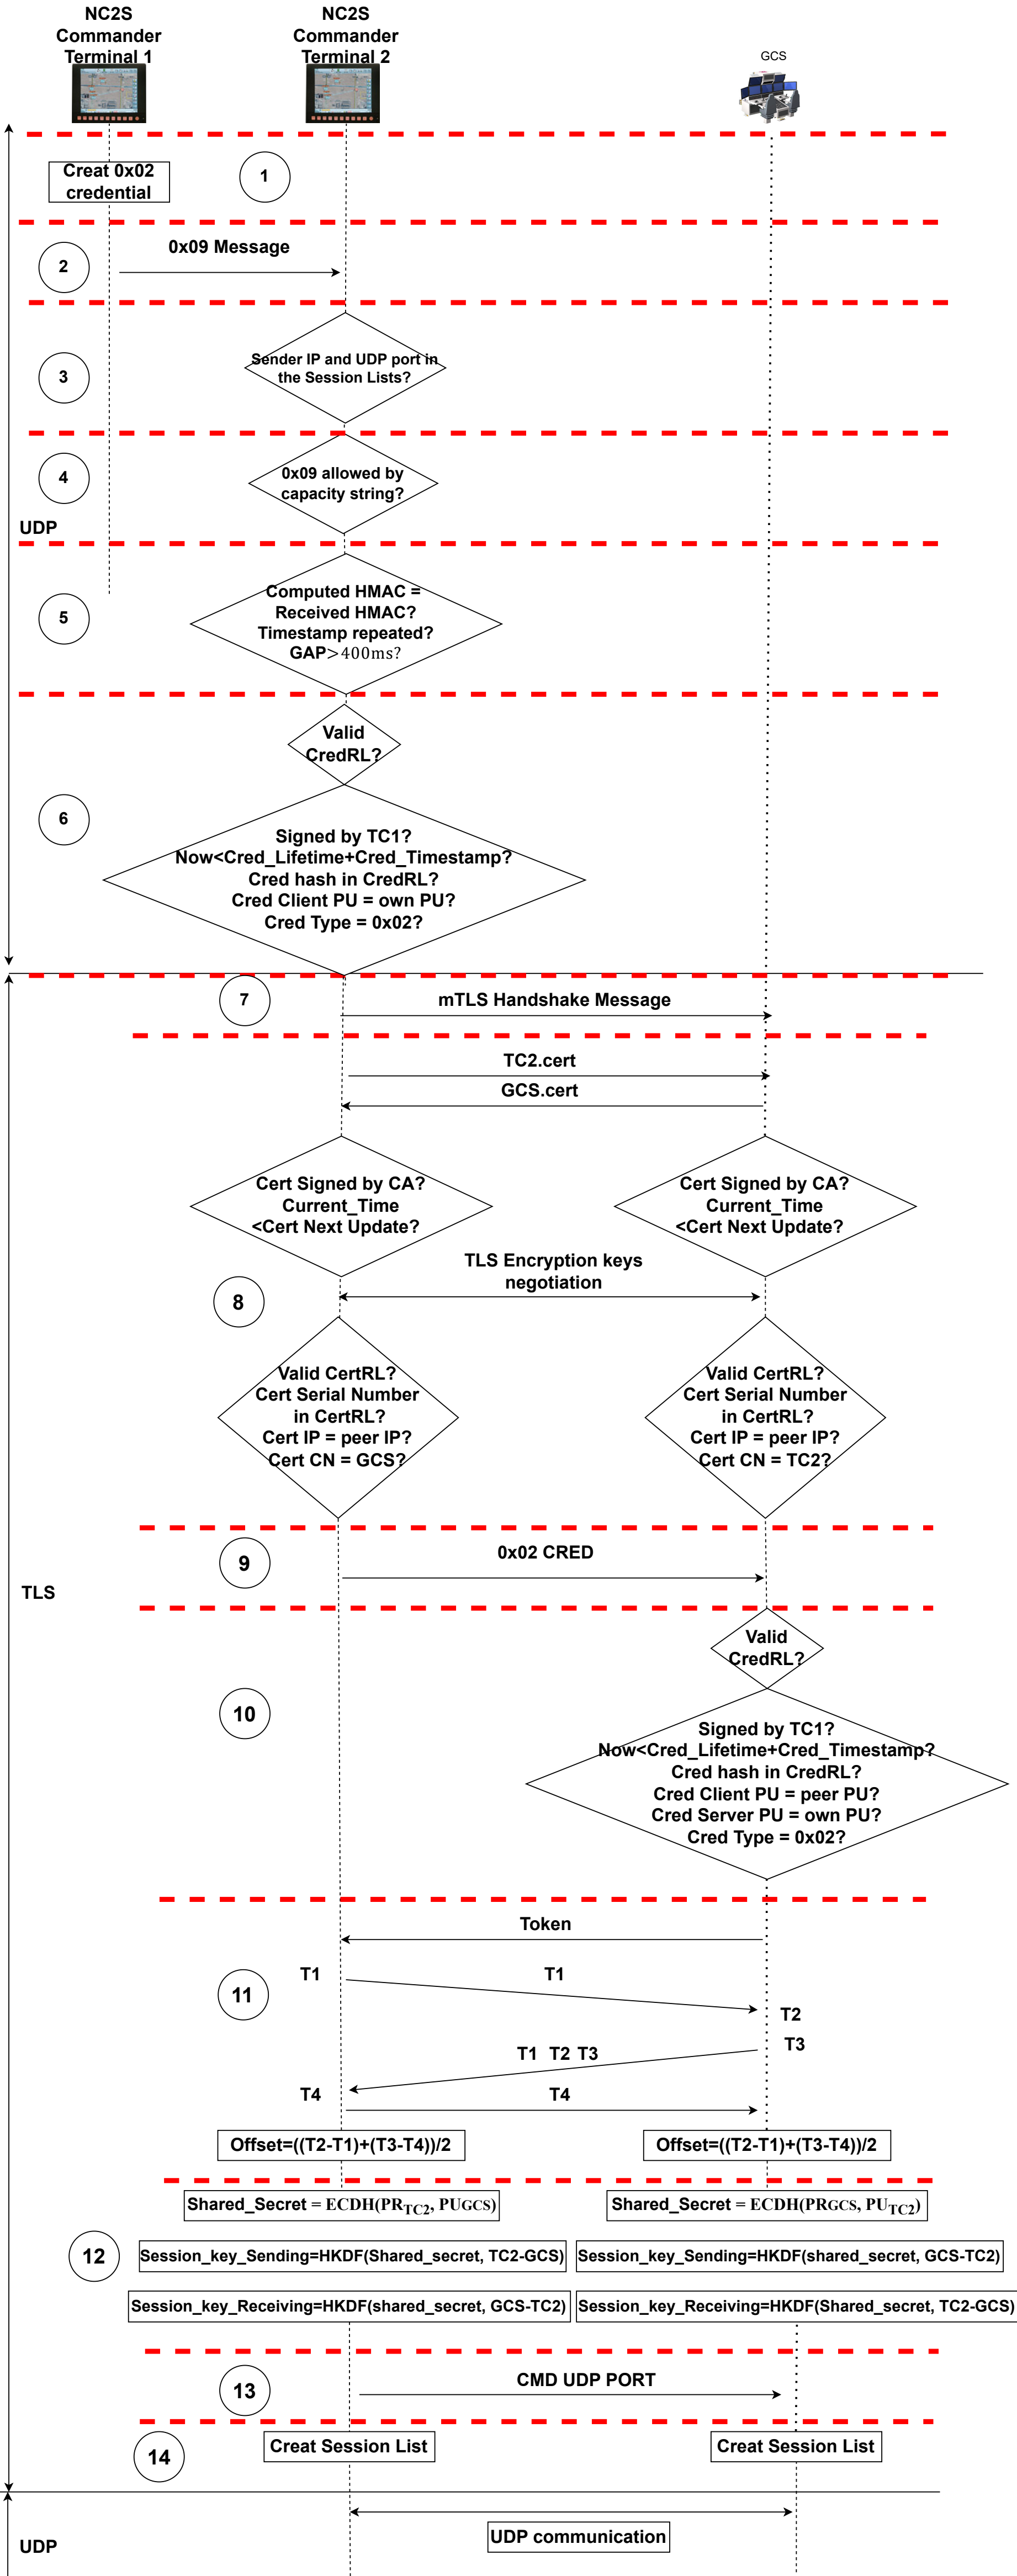 NC2S
Commander
Terminal 1
NC2S
Commander
Terminal 2
GCS
Creat 0x02
credential
1
2
0x09 Message
3
Sender IP and UDP port in
the Session Lists?
4
0x09 allowed by
capacity string?
UDP
5
Computed HMAC =
Received HMAC?
Timestamp repeated?
GAP>400ms?
Valid
CredRL?
6
Signed by TC1?
Now<Cred_Lifetime+Cred_Timestamp?
Cred hash in CredRL?
Cred Client PU = own PU?
Cred Type = 0x02?
7
mTLS Handshake Message
TC2.cert
GCS.cert
Cert Signed by CA?
Current_Time
<Cert Next Update?
Cert Signed by CA?
Current_Time
<Cert Next Update?
TLS Encryption keys
negotiation
8
Valid CertRL?
Cert Serial Number
in CertRL?
Cert IP = peer IP?
Cert CN = GCS?
Valid CertRL?
Cert Serial Number
in CertRL?
Cert IP = peer IP?
Cert CN = TC2?
9
0x02 CRED
TLS
Valid
CredRL?
10
Signed by TC1?
Now<Cred_Lifetime+Cred_Timestamp?
Cred hash in CredRL?
Cred Client PU = peer PU?
Cred Server PU = own PU?
Cred Type = 0x02?
Token
11
T1
T1
T2
T3
T1 T2 T3
T4
T4
Offset=((T2-T1)+(T3-T4))/2
Offset=((T2-T1)+(T3-T4))/2
Shared_Secret = ECDH(PRTC2, PUGCS)
Shared_Secret = ECDH(PRGCS, PUTC2)
12
Session_key_Sending=HKDF(Shared_secret, TC2-GCS)
Session_key_Sending=HKDF(shared_secret, GCS-TC2)
Session_key_Receiving=HKDF(shared_secret, GCS-TC2)
Session_key_Receiving=HKDF(Shared_secret, TC2-GCS)
13
CMD UDP PORT
14
Creat Session List
Creat Session List
UDP communication
UDP